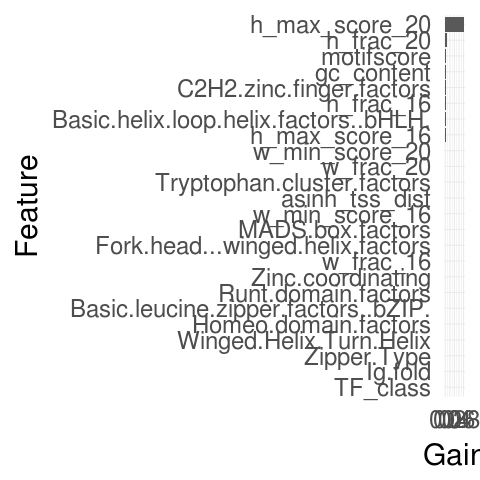 h_max_score_20
h_frac_20
motifscore
gc_content
C2H2.zinc.finger.factors
h_frac_16
Basic.helix.loop.helix.factors..bHLH.
h_max_score_16
w_min_score_20
w_frac_20
Tryptophan.cluster.factors
asinh_tss_dist
w_min_score_16
MADS.box.factors
Fork.head...winged.helix.factors
w_frac_16
Zinc.coordinating
Runt.domain.factors
Basic.leucine.zipper.factors..bZIP.
Homeo.domain.factors
Winged.Helix.Turn.Helix
Zipper.Type
Ig.fold
TF_class
Feature
Gain